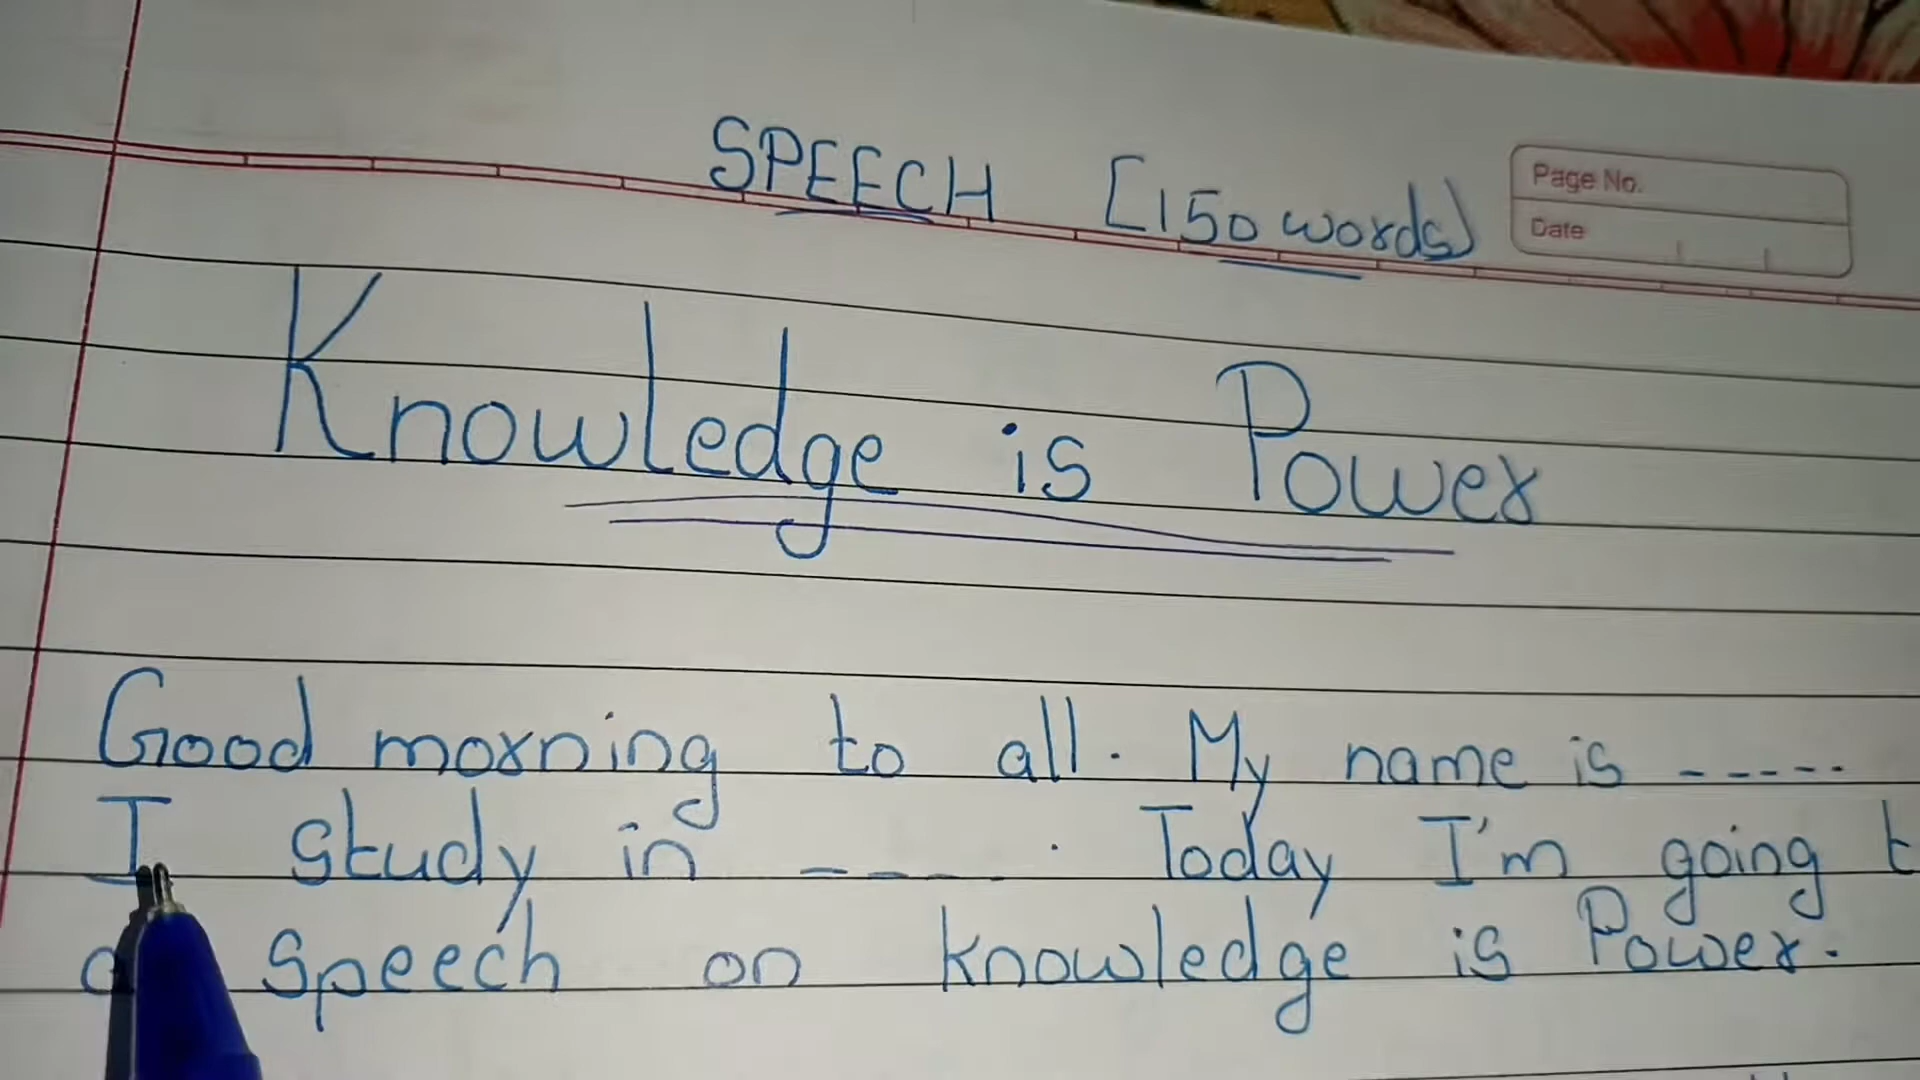 SPEECH [150 words]
Page No.
Date
Knowledge is Power
Good morning to all. My name is -----
I study in ----- . Today I'm going t
a speech on knowledge is Power.